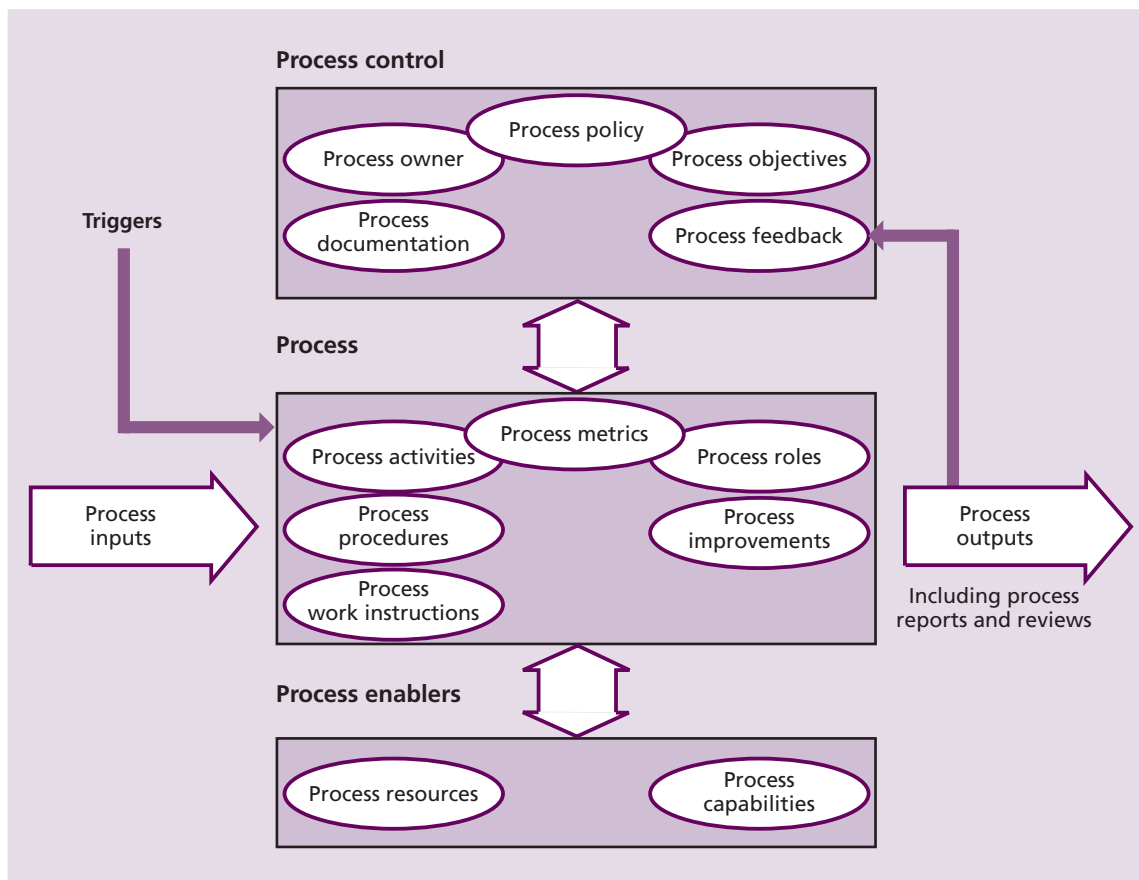 Process control
Process policy
Process owner
Process objectives
Process
documentation
Process feedback
Triggers
Process
Process metrics
Process activities
Process roles
Process
inputs
Process
procedures
Process
improvements
Process
outputs
Process
work instructions
Including process
reports and reviews
Process enablers
Process resources
Process
capabilities